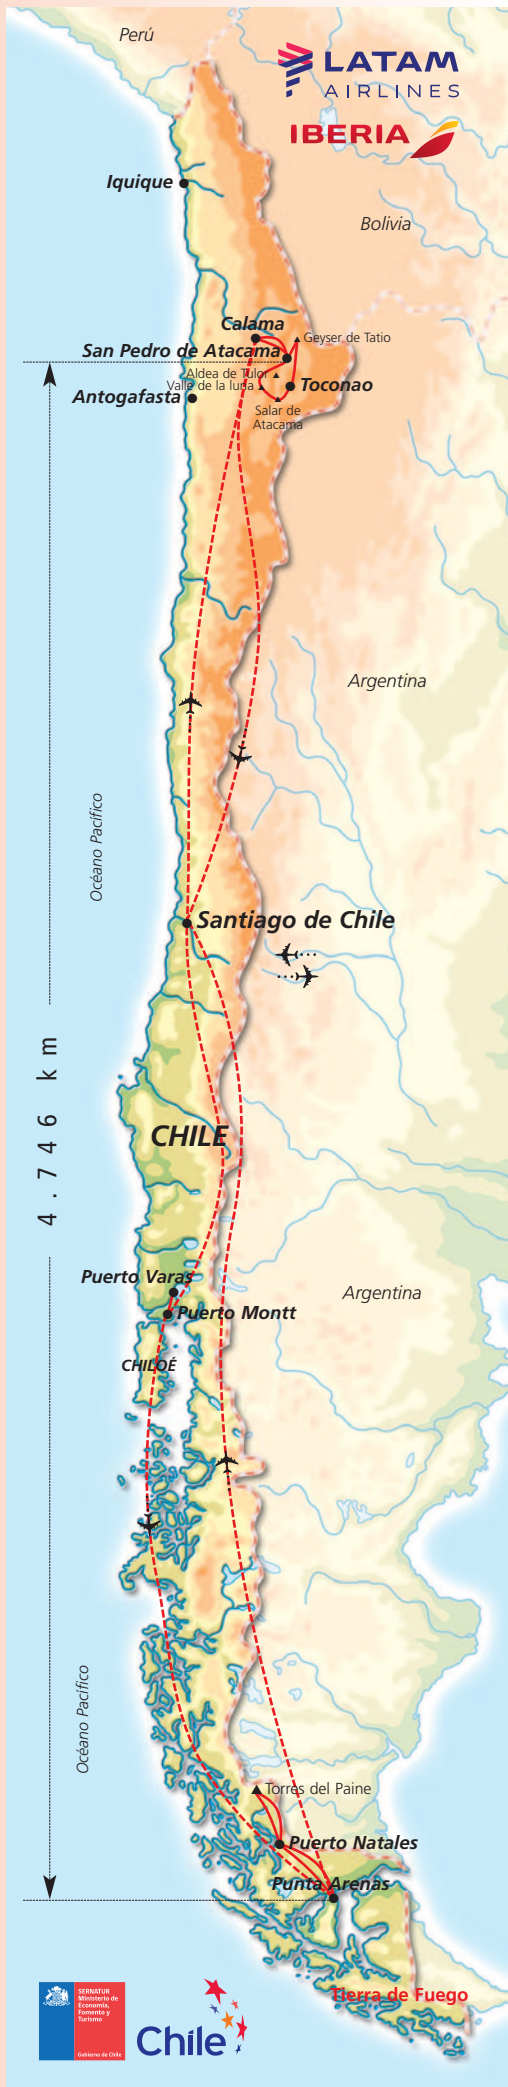 Perú
LATAM
AIRLINES
IBERIA
Iquique
Bolivia
Calama
Geyser de Tatio
San Pedro de Atacama
Aldea de Tulor
Valle de la luna
Toconao
Antogafasta
Salar de
Atacama
Argentina
Océano Pacífico
Santiago de Chile
4.746 km
CHILE
Puerto Varas
Argentina
Puerto Montt
CHILOÉ
Océano Pacífico
Torres del Paine
Puerto Natales
Punta Arenas
Tierra de Fuego
SERNATUR
Ministerio de
Economía,
Fomento y
Turismo
Gobierno de Chile
Chile